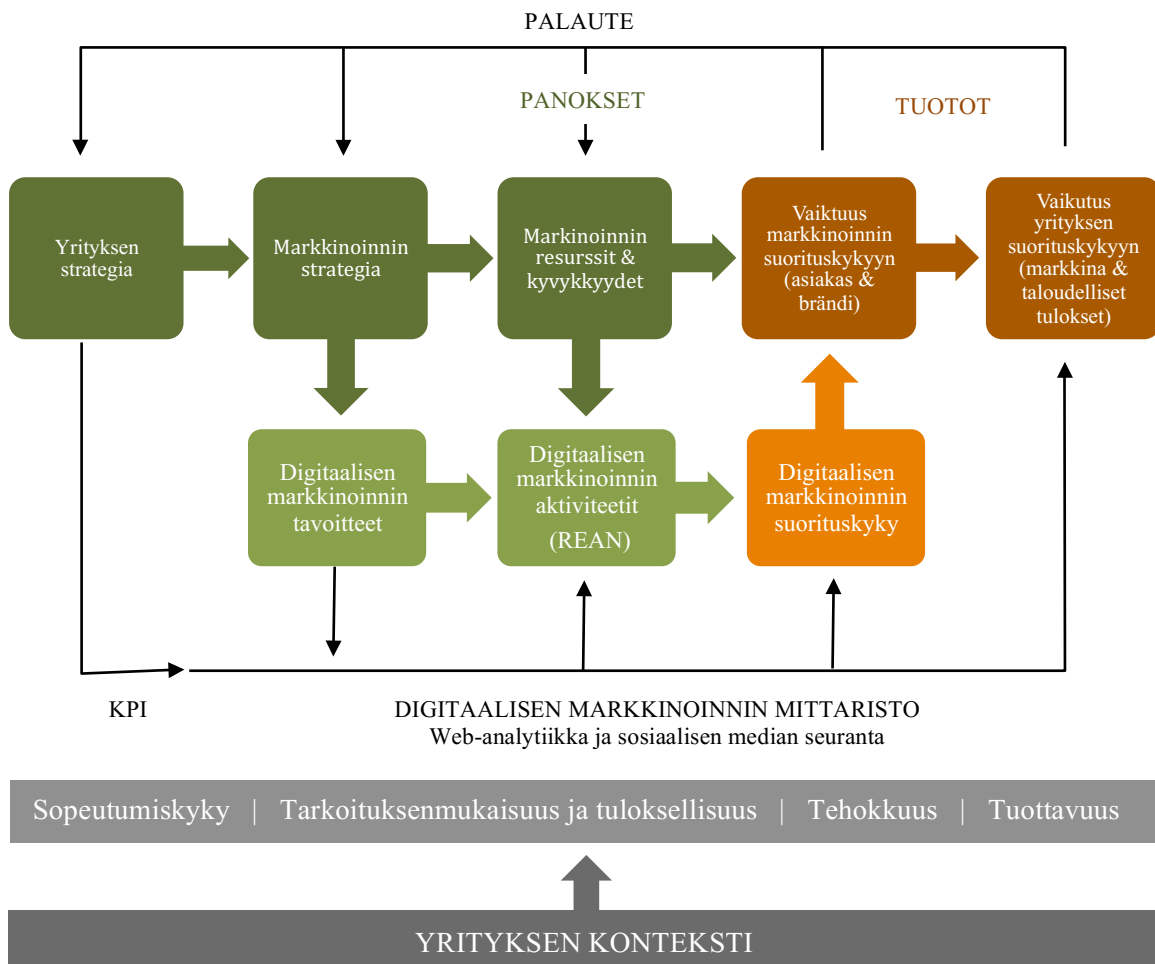 PALAUTE
PANOKSET
TUOTOT
Yrityksen
strategia
Markkinoinnin
strategia
Markinoinnin
resurssit &
kyvykkyydet
Vaiktuus
markkinoinnin
suorituskykyyn
(asiakas &
brändi)
Vaikutus
yrityksen
suorituskykyyn
(markkina &
taloudelliset
tulokset)
Digitaalisen
markkinoinnin
tavoitteet
Digitaalisen
markkinoinnin
aktiviteetit
(REAN)
Digitaalisen
markkinoinnin
suorituskyky
KPI
DIGITAALISEN MARKKINOINNIN MITTARISTO
Web-analytiikka ja sosiaalisen median seuranta
Sopeutumiskyky | Tarkoituksenmukaisuus ja tuloksellisuus | Tehokkuus | Tuottavuus
YRITYKSEN KONTEKSTI